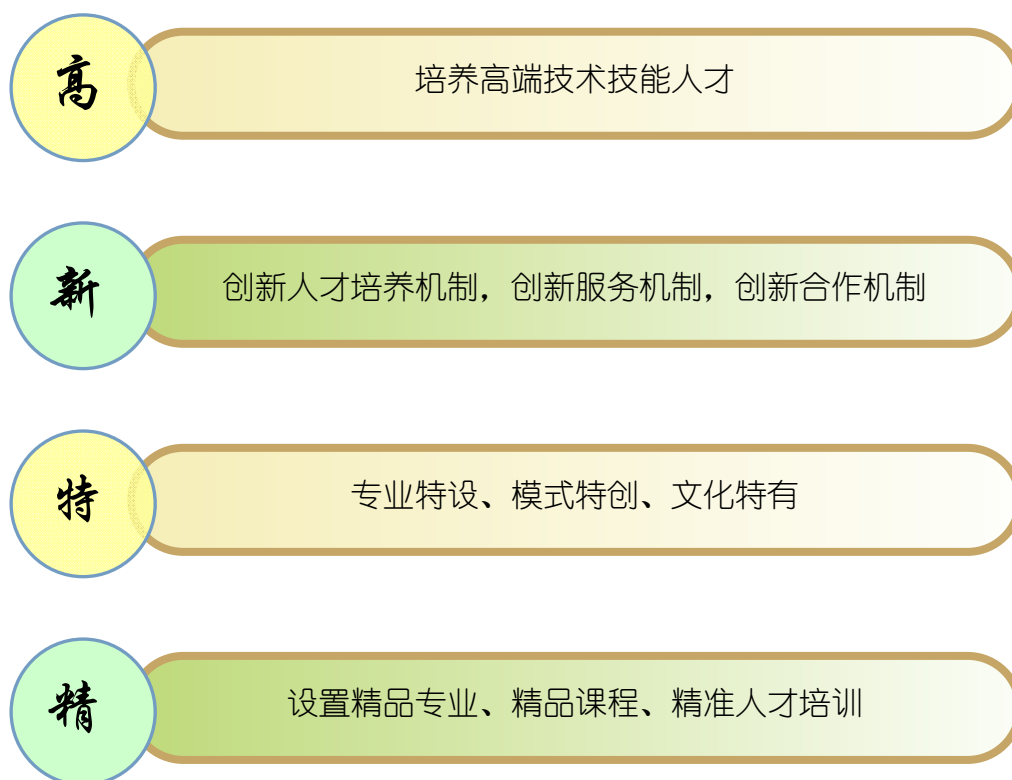 高
培养高端技术技能人才
新
创新人才培养机制，创新服务机制，创新合作机制
特
专业特设、模式特创、文化特有
精
设置精品专业、精品课程、精准人才培训